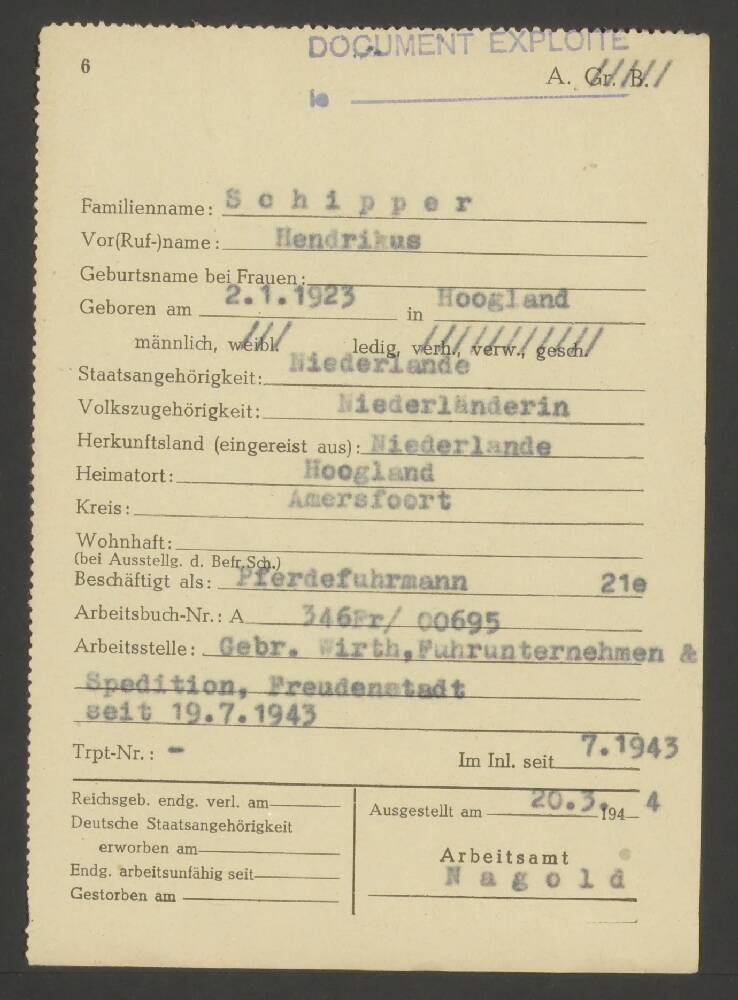 DOCUMENT EXPLOITE
le
6
A. Gr. B.
Familienname: Schipper
Vor(Ruf-)name: Hendrikus
Geburtsname bei Frauen:
Geboren am 2.1.1923 in Hoogland
männlich, weibl. ledig, verh., verw., gesch.
Staatsangehörigkeit: Niederlande
Volkszugehörigkeit: Niederländerin
Herkunftsland (eingereist aus): Niederlande
Heimatort: Hoogland
Kreis: Amersfoort
Wohnhaft:
(bei Ausstellg. d. Befr.Sch.)
Beschäftigt als: Pferdefuhrmann 21e
Arbeitsbuch-Nr.: A 346Fr/ 00695
Arbeitsstelle: Gebr. Wirth,Fuhrunternehmen &
Spedition, Freudenstadt
seit 19.7.1943
Trpt-Nr.: - Im Inl. seit 7.1943
Reichsgeb. endg. verl. am
Deutsche Staatsangehörigkeit
erworben am
Endg. arbeitsunfähig seit
Gestorben am
Ausgestellt am 20.3. 194 4
Arbeitsamt
Nagold